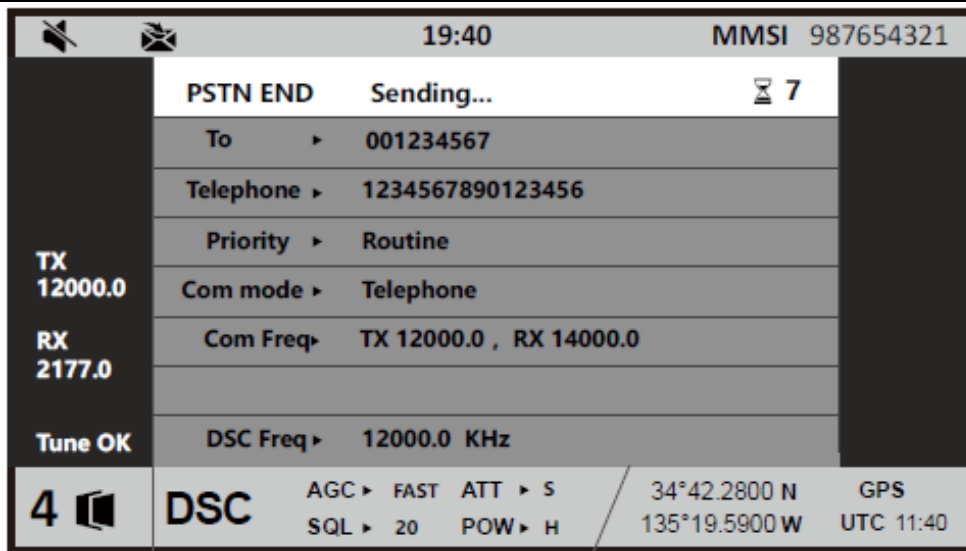 19:40 MMSI 987654321
PSTN END Sending... 7
To ▸ 001234567
Telephone ▸ 1234567890123456
Priority ▸ Routine
Com mode ▸ Telephone
Com Freq▸ TX 12000.0 , RX 14000.0
DSC Freq ▸ 12000.0 KHz
TX
12000.0
RX
2177.0
Tune OK
4 DSC
AGC ▸ FAST ATT ▸ S
SQL ▸ 20 POW ▸ H
34°42.2800 N
135°19.5900 W
GPS
UTC 11:40